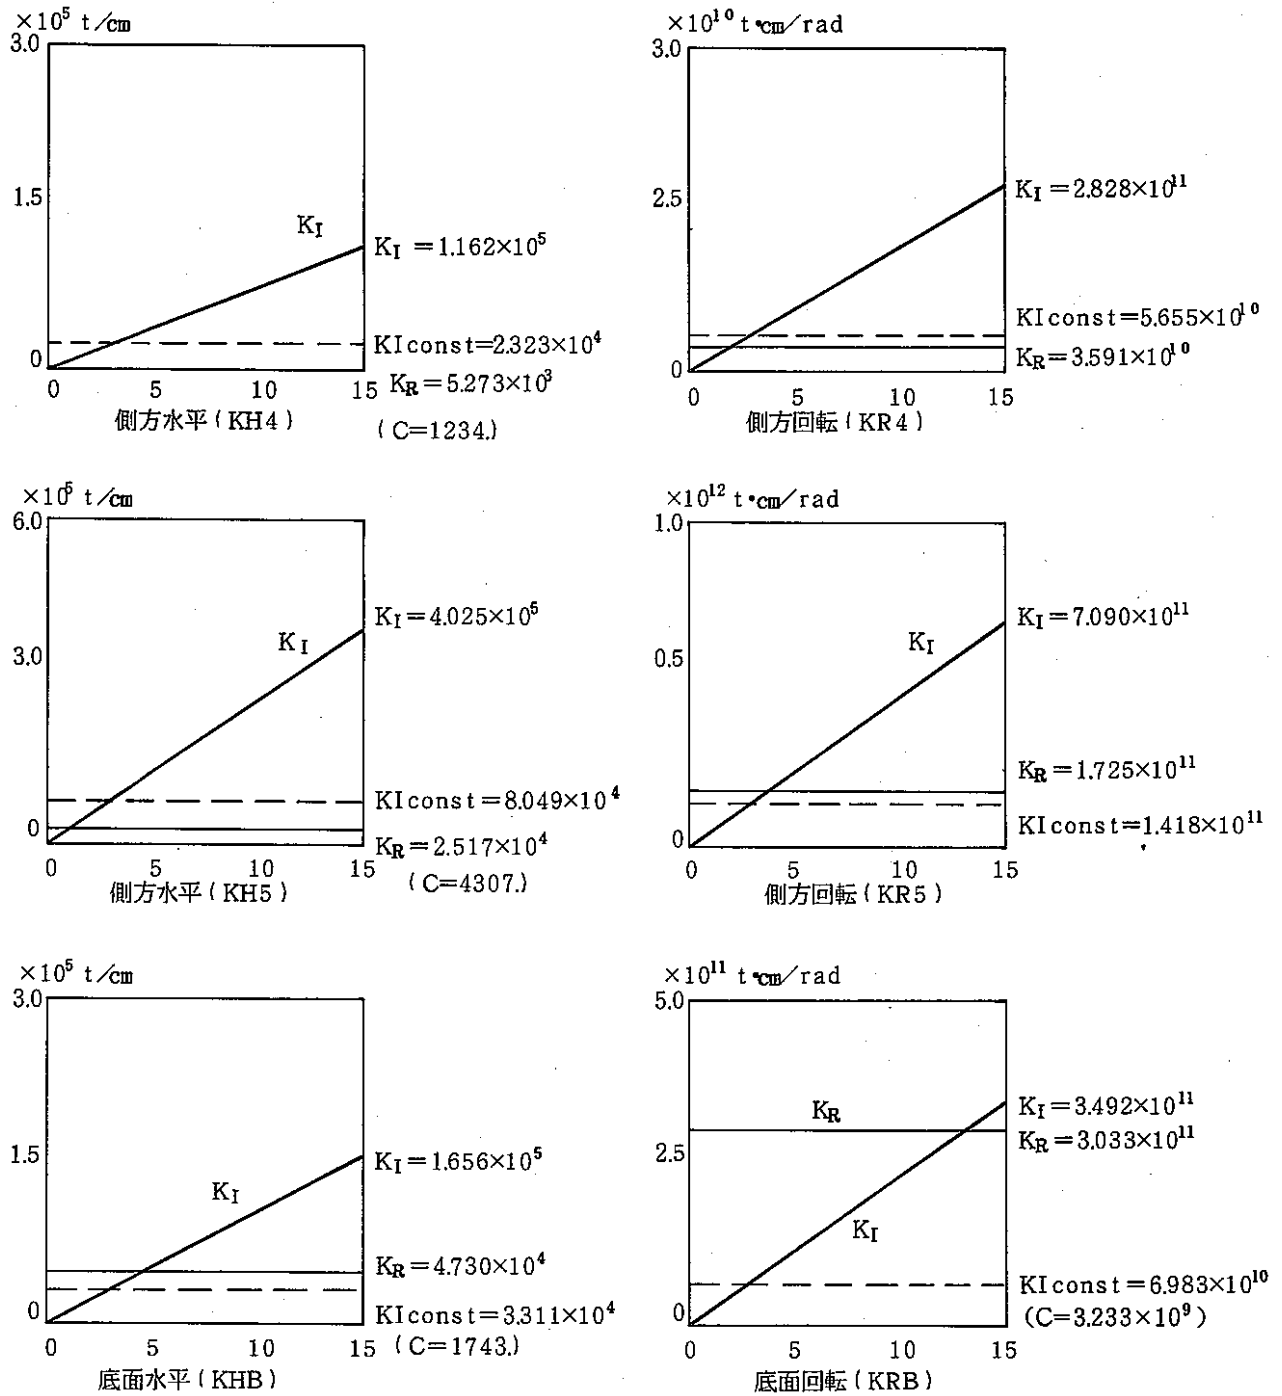 ×10⁵ t/cm
3.0
1.5
0
K_I
K_I =1.162×10⁵
KIconst=2.323×10⁴
K_R=5.273×10³
(C=1234.)
0 5 10 15
側方水平(KH4)
×10¹⁰ t・cm/rad
3.0
2.5
0
K_I=2.828×10¹¹
KIconst=5.655×10¹⁰
K_R=3.591×10¹⁰
0 5 10 15
側方回転(KR4)
×10⁵ t/cm
6.0
3.0
0
K_I
K_I=4.025×10⁵
KIconst=8.049×10⁴
K_R=2.517×10⁴
(C=4307.)
0 5 10 15
側方水平(KH5)
×10¹² t・cm/rad
1.0
0.5
0
K_I
K_I=7.090×10¹¹
K_R=1.725×10¹¹
KIconst=1.418×10¹¹
0 5 10 15
側方回転(KR5)
×10⁵ t/cm
3.0
1.5
0
K_I
K_I=1.656×10⁵
K_R=4.730×10⁴
KIconst=3.311×10⁴
(C=1743.)
0 5 10 15
底面水平(KHB)
×10¹¹ t・cm/rad
5.0
2.5
0
K_R
K_I
K_I=3.492×10¹¹
K_R=3.033×10¹¹
KIconst=6.983×10¹⁰
(C=3.233×10⁹)
0 5 10 15
底面回転(KRB)